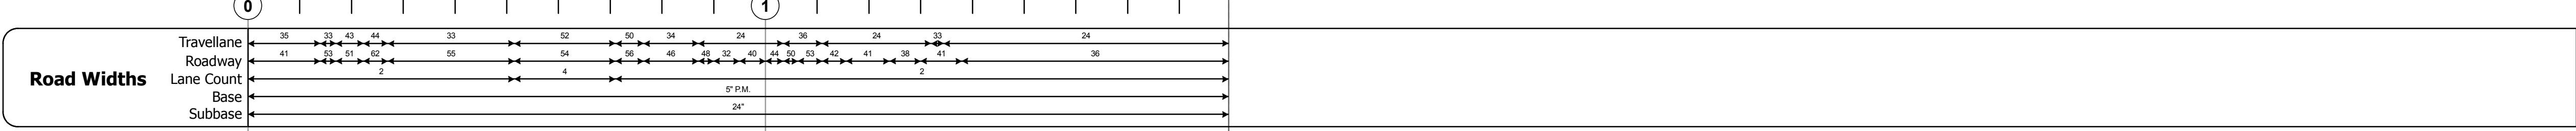 0 1
Road Widths
Travellane 35 33 43 44 33 52 50 34 24 36 24 33 24
Roadway 41 53 51 62 55 54 56 46 48 32 40 44 50 53 42 41 38 41 36
Lane Count 2 4 2
Base 5" P.M.
Subbase 24"